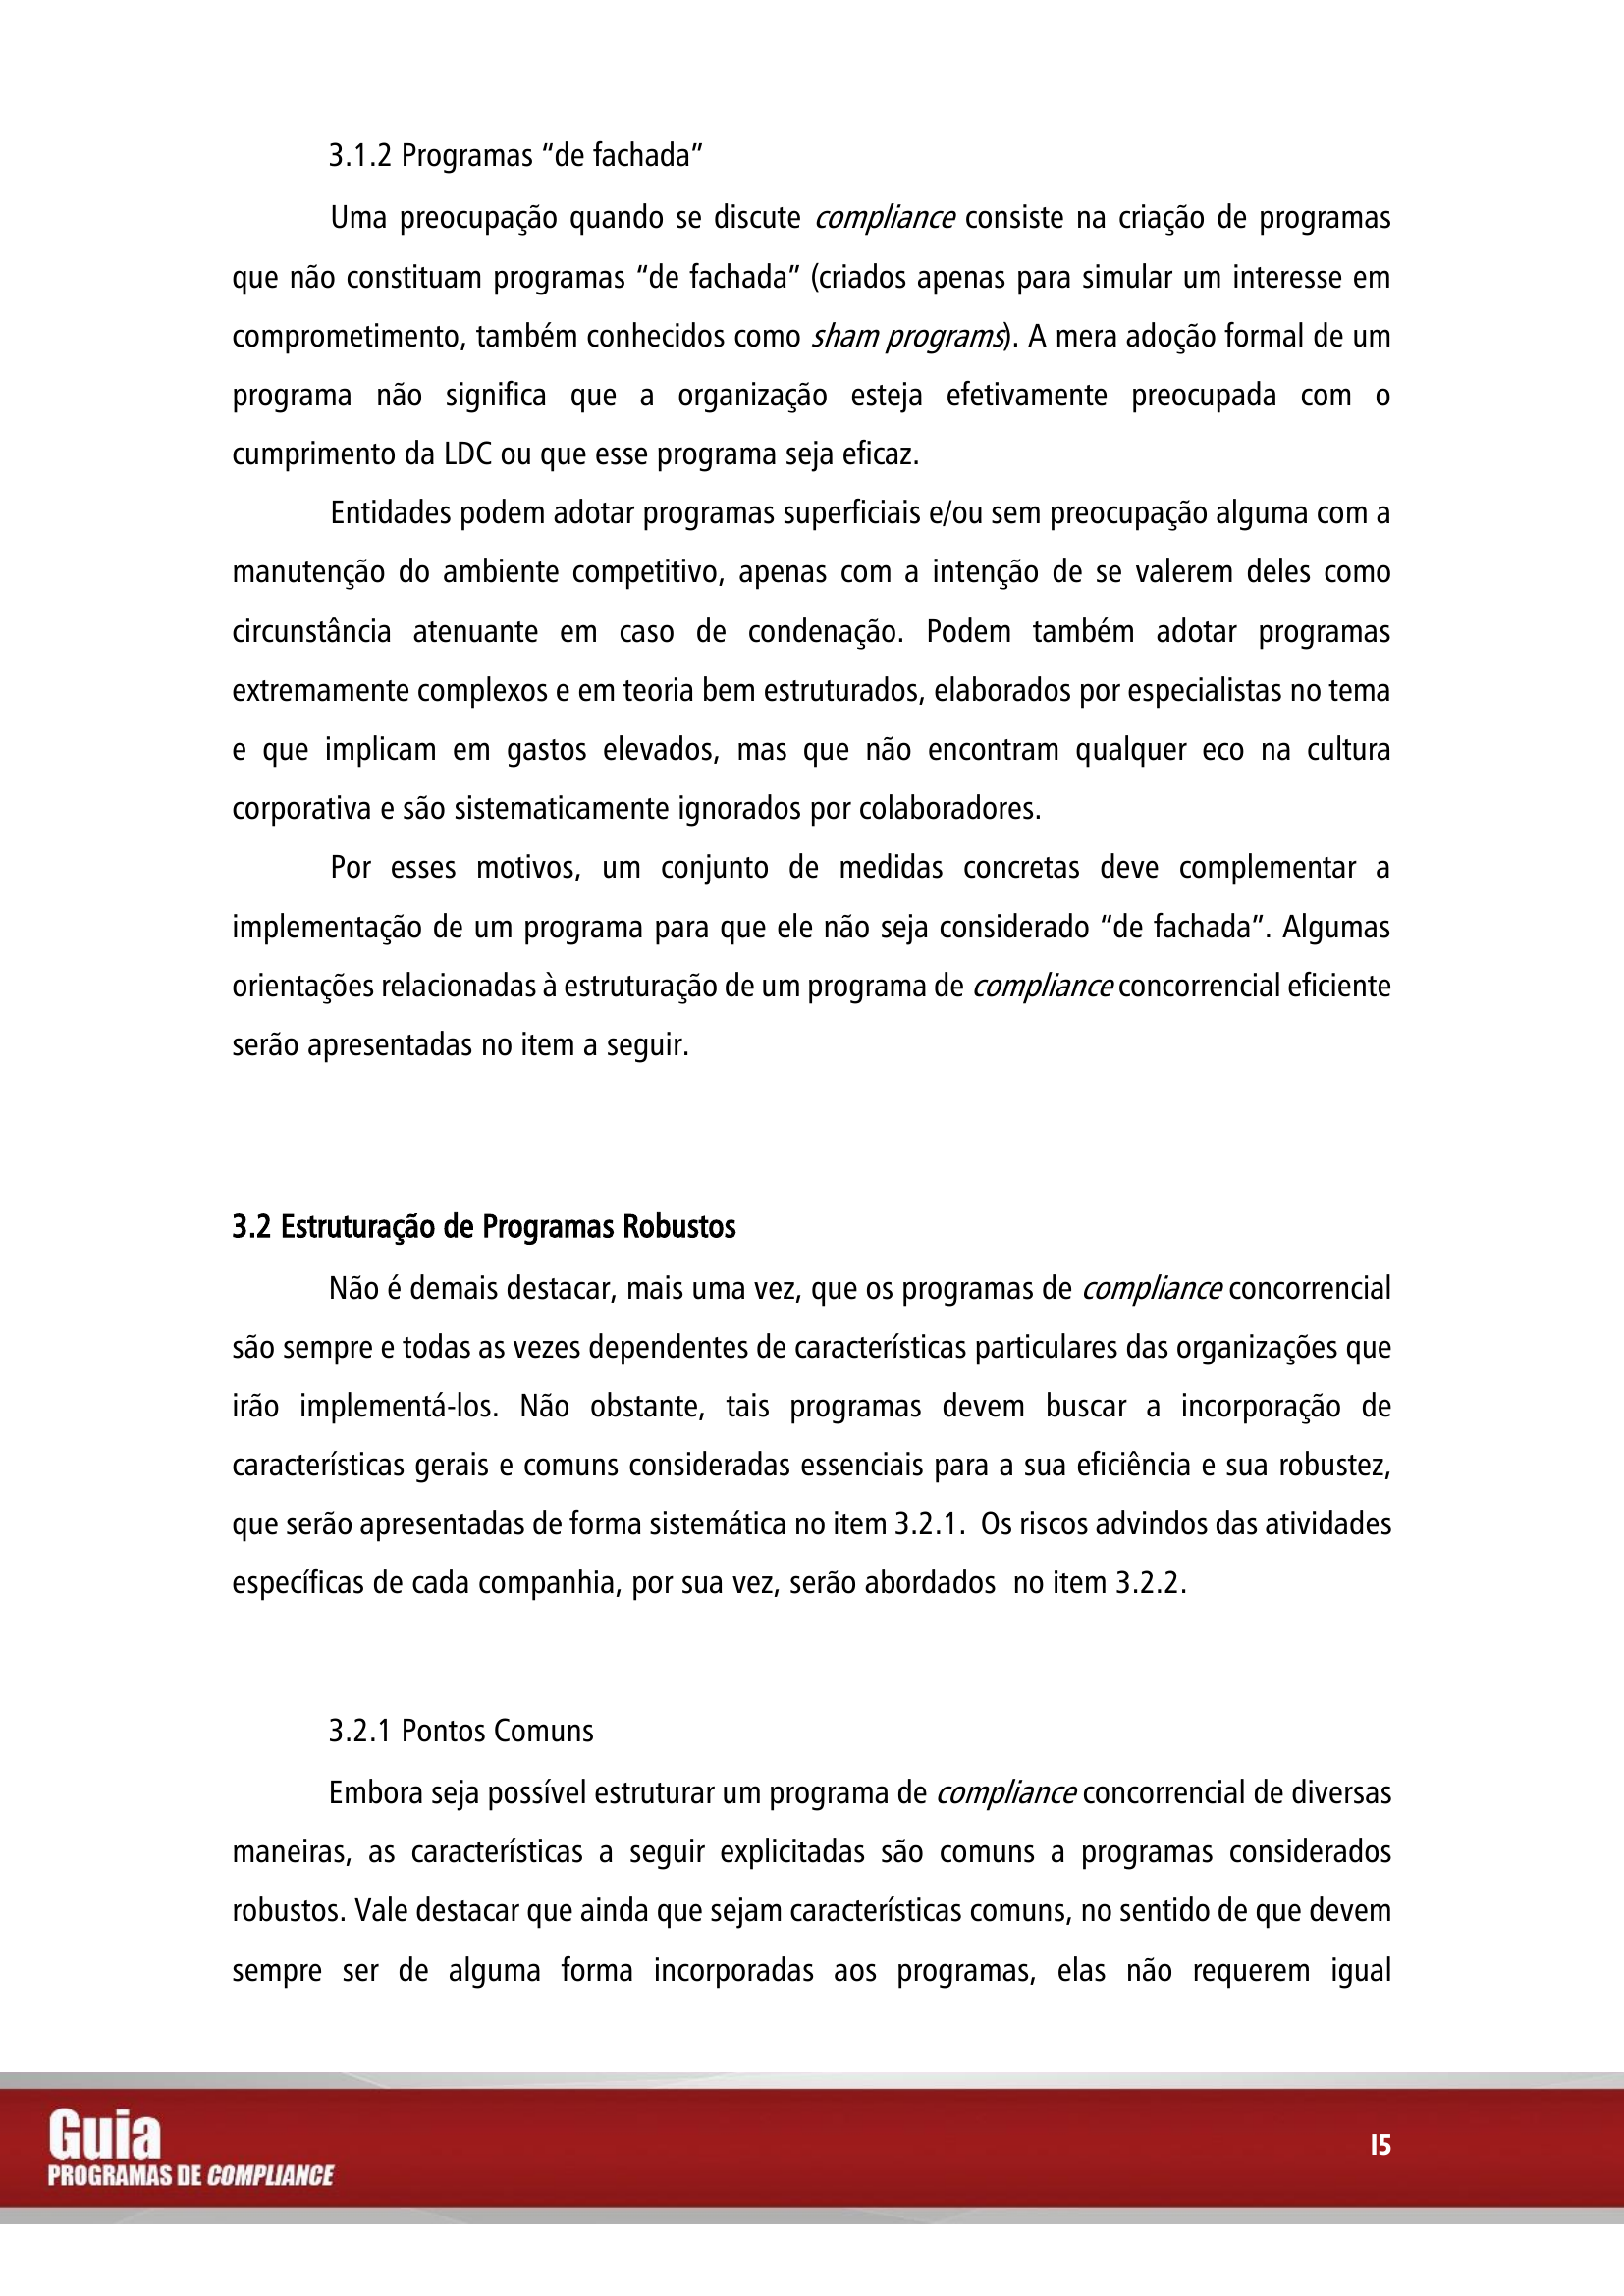 3.1.2 Programas “de fachada”
Uma preocupação quando se discute compliance consiste na criação de programas
que não constituam programas “de fachada” (criados apenas para simular um interesse em
comprometimento, também conhecidos como sham programs). A mera adoção formal de um
programa não significa que a organização esteja efetivamente preocupada com o
cumprimento da LDC ou que esse programa seja eficaz.
Entidades podem adotar programas superficiais e/ou sem preocupação alguma com a
manutenção do ambiente competitivo, apenas com a intenção de se valerem deles como
circunstância atenuante em caso de condenação. Podem também adotar programas
extremamente complexos e em teoria bem estruturados, elaborados por especialistas no tema
e que implicam em gastos elevados, mas que não encontram qualquer eco na cultura
corporativa e são sistematicamente ignorados por colaboradores.
Por esses motivos, um conjunto de medidas concretas deve complementar a
implementação de um programa para que ele não seja considerado “de fachada”. Algumas
orientações relacionadas à estruturação de um programa de compliance concorrencial eficiente
serão apresentadas no item a seguir.
3.2 Estruturação de Programas Robustos
Não é demais destacar, mais uma vez, que os programas de compliance concorrencial
são sempre e todas as vezes dependentes de características particulares das organizações que
irão implementá-los. Não obstante, tais programas devem buscar a incorporação de
características gerais e comuns consideradas essenciais para a sua eficiência e sua robustez,
que serão apresentadas de forma sistemática no item 3.2.1. Os riscos advindos das atividades
específicas de cada companhia, por sua vez, serão abordados no item 3.2.2.
3.2.1 Pontos Comuns
Embora seja possível estruturar um programa de compliance concorrencial de diversas
maneiras, as características a seguir explicitadas são comuns a programas considerados
robustos. Vale destacar que ainda que sejam características comuns, no sentido de que devem
sempre ser de alguma forma incorporadas aos programas, elas não requerem igual
Guia
PROGRAMAS DE COMPLIANCE
15